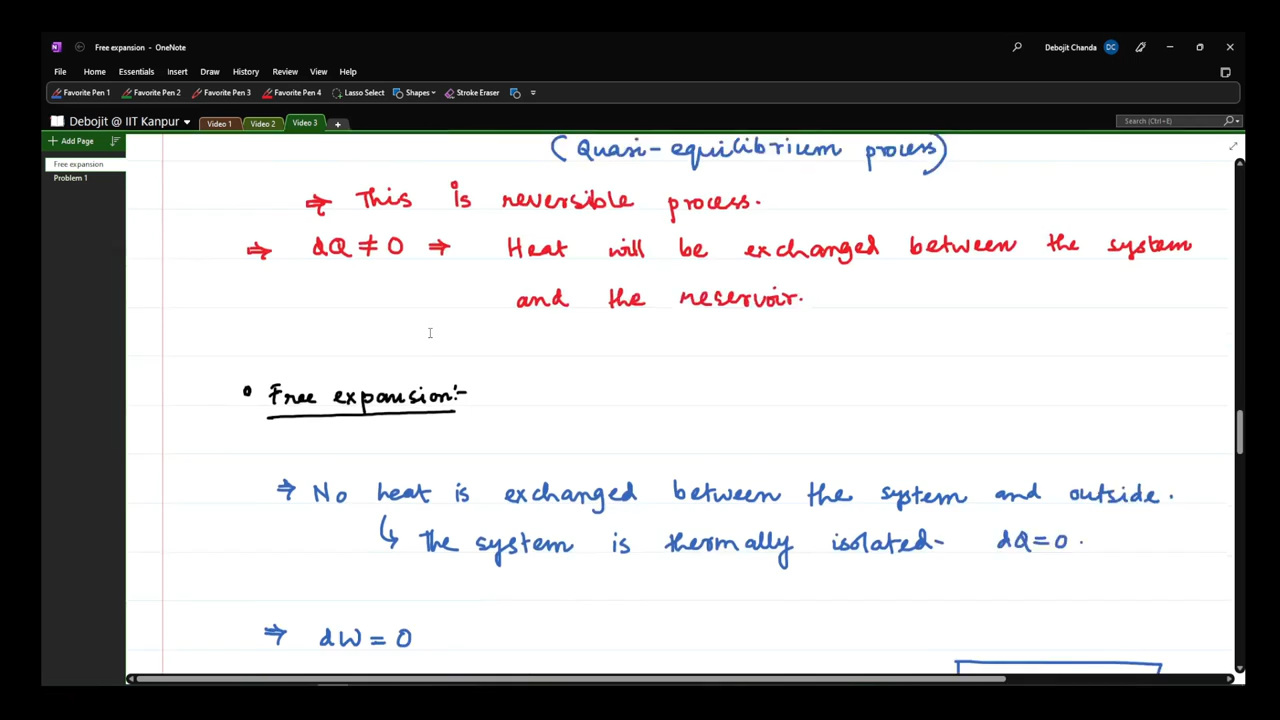 Free expansion - OneNote
Debojit Chanda DC
File Home Essentials Insert Draw History Review View Help
Favorite Pen 1 Favorite Pen 2 Favorite Pen 3 Favorite Pen 4 Lasso Select Shapes Stroke Eraser
Debojit @ IIT Kanpur Video 1 Video 2 Video 3 +
Search (Ctrl+E)
+ Add Page
Free expansion
Problem 1
(Quasi-equilibrium process)
⇒ This is reversible process.
⇒ dQ ≠ 0 ⇒ Heat will be exchanged between the system
and the reservoir.
• Free expansion:-
⇒ No heat is exchanged between the system and outside.
↳ The system is thermally isolated- dQ=0.
⇒ dW = 0